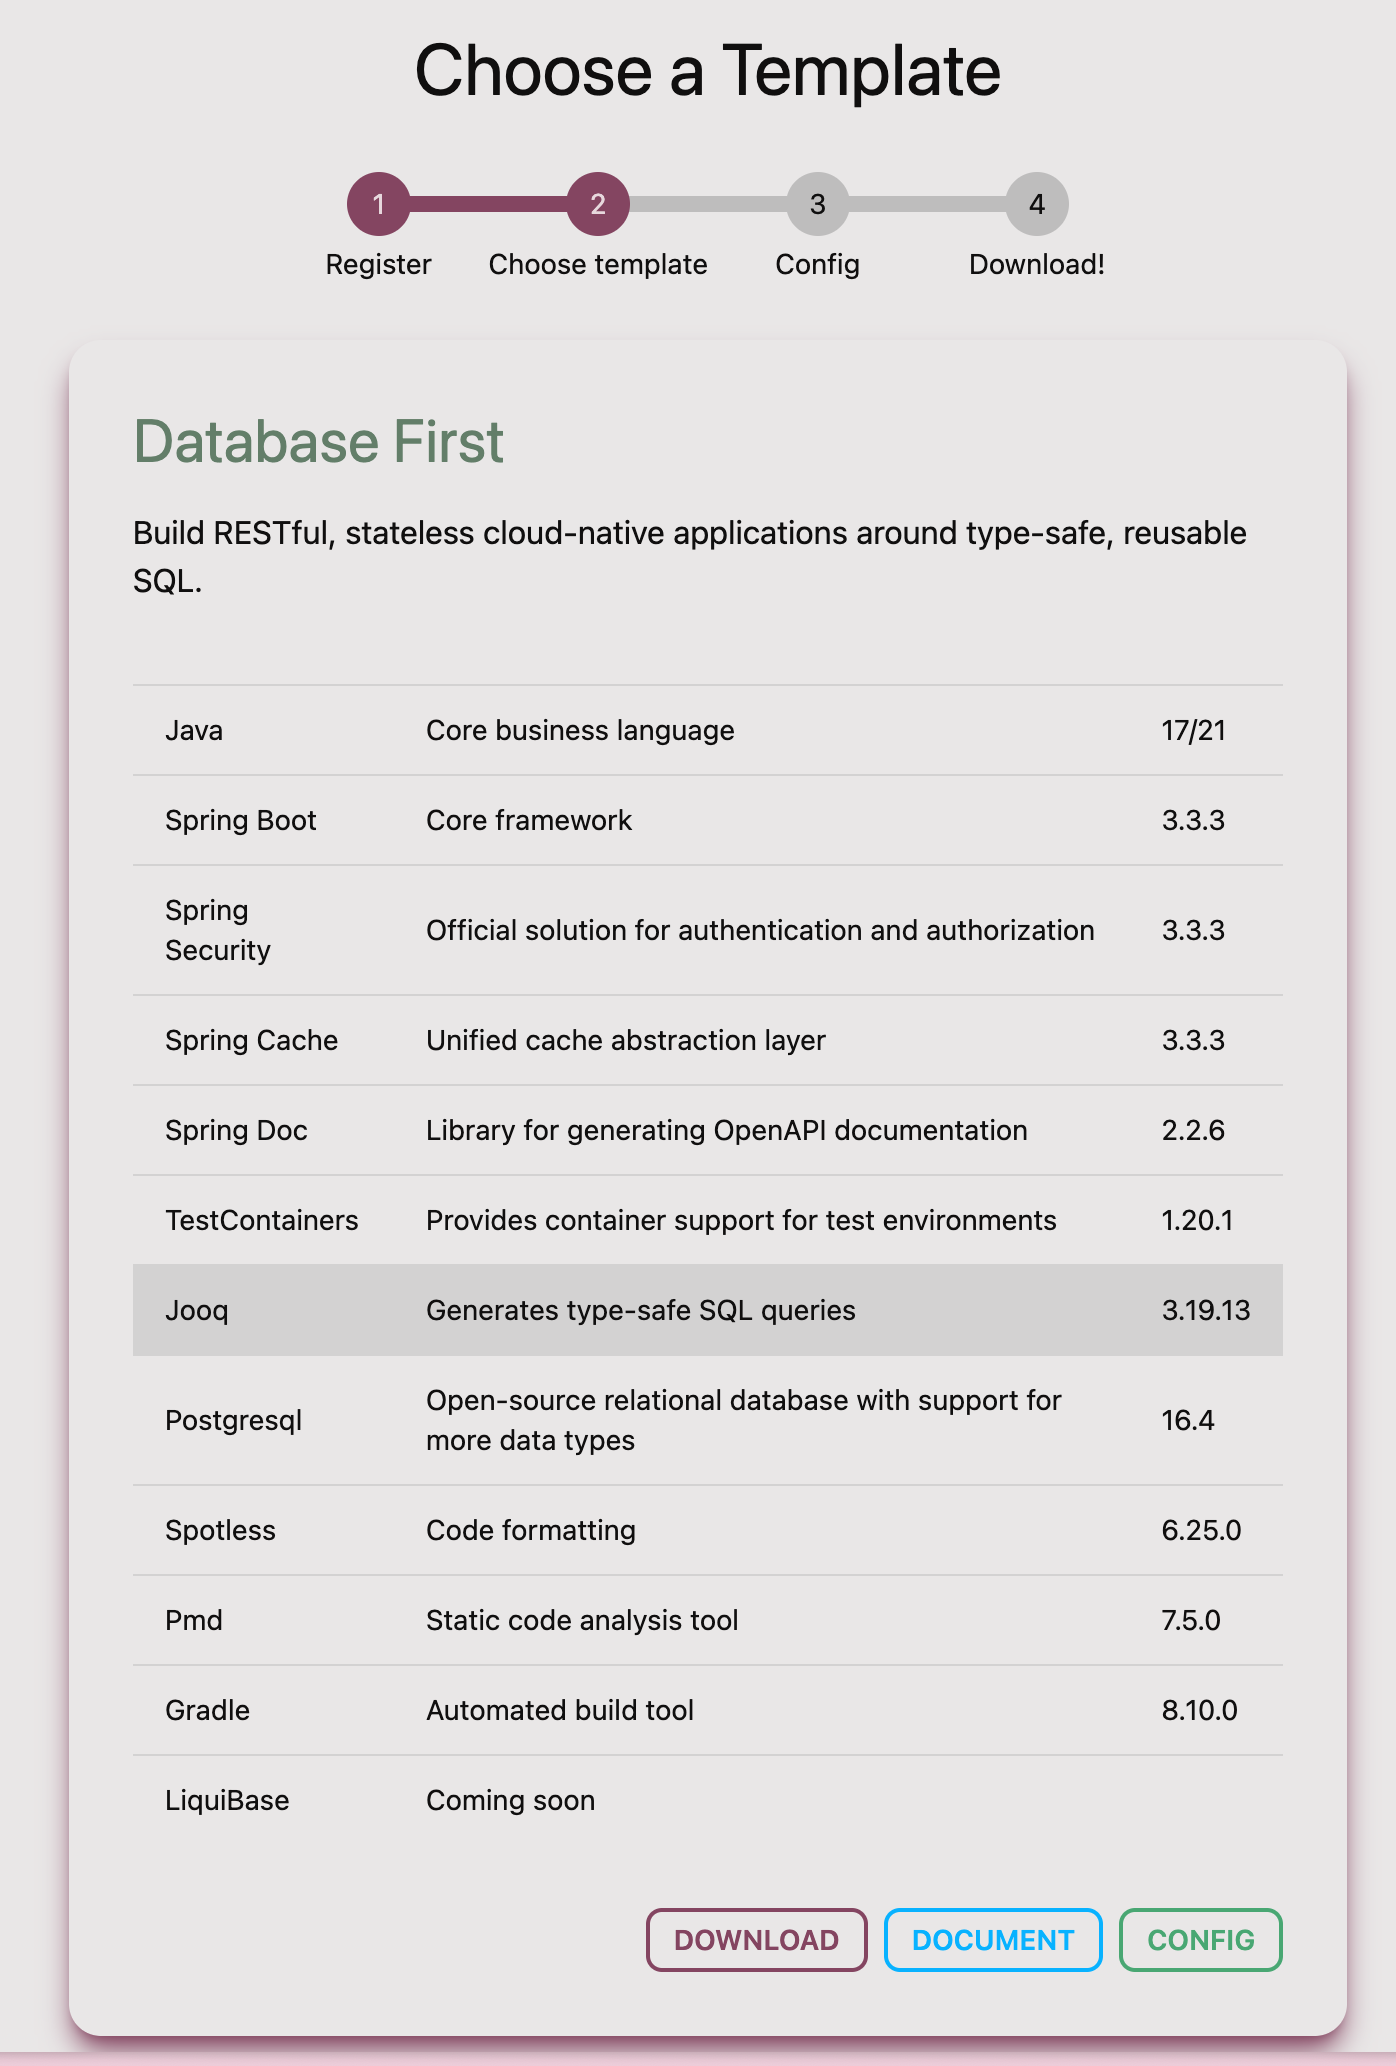 Choose a Template
1
2
3
4
Register
Choose template
Config
Download!
Database First
Build RESTful, stateless cloud-native applications around type-safe, reusable
SQL.
Java Core business language 17/21
Spring Boot Core framework 3.3.3
Spring
Security
Official solution for authentication and authorization 3.3.3
Spring Cache Unified cache abstraction layer 3.3.3
Spring Doc Library for generating OpenAPI documentation 2.2.6
TestContainers Provides container support for test environments 1.20.1
Jooq Generates type-safe SQL queries 3.19.13
Postgresql
Open-source relational database with support for
more data types
16.4
Spotless Code formatting 6.25.0
Pmd Static code analysis tool 7.5.0
Gradle Automated build tool 8.10.0
LiquiBase Coming soon
DOWNLOAD DOCUMENT CONFIG